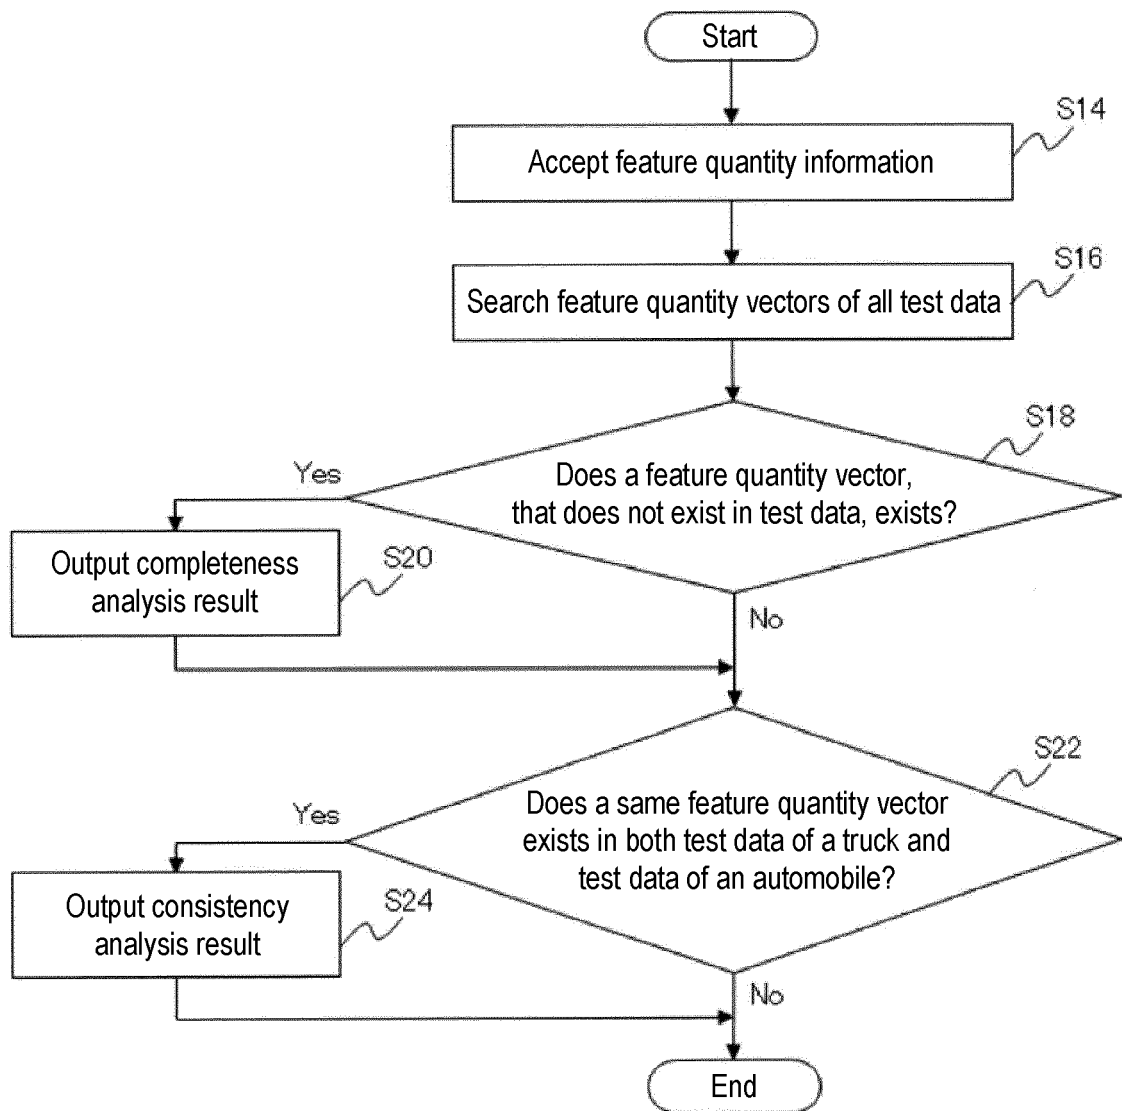 Start
S14
Accept feature quantity information
S16
Search feature quantity vectors of all test data
S18
Yes
Does a feature quantity vector,
that does not exist in test data, exists?
Output completeness
analysis result
S20
No
S22
Yes
Does a same feature quantity vector
exists in both test data of a truck and
test data of an automobile?
Output consistency
analysis result
S24
No
End